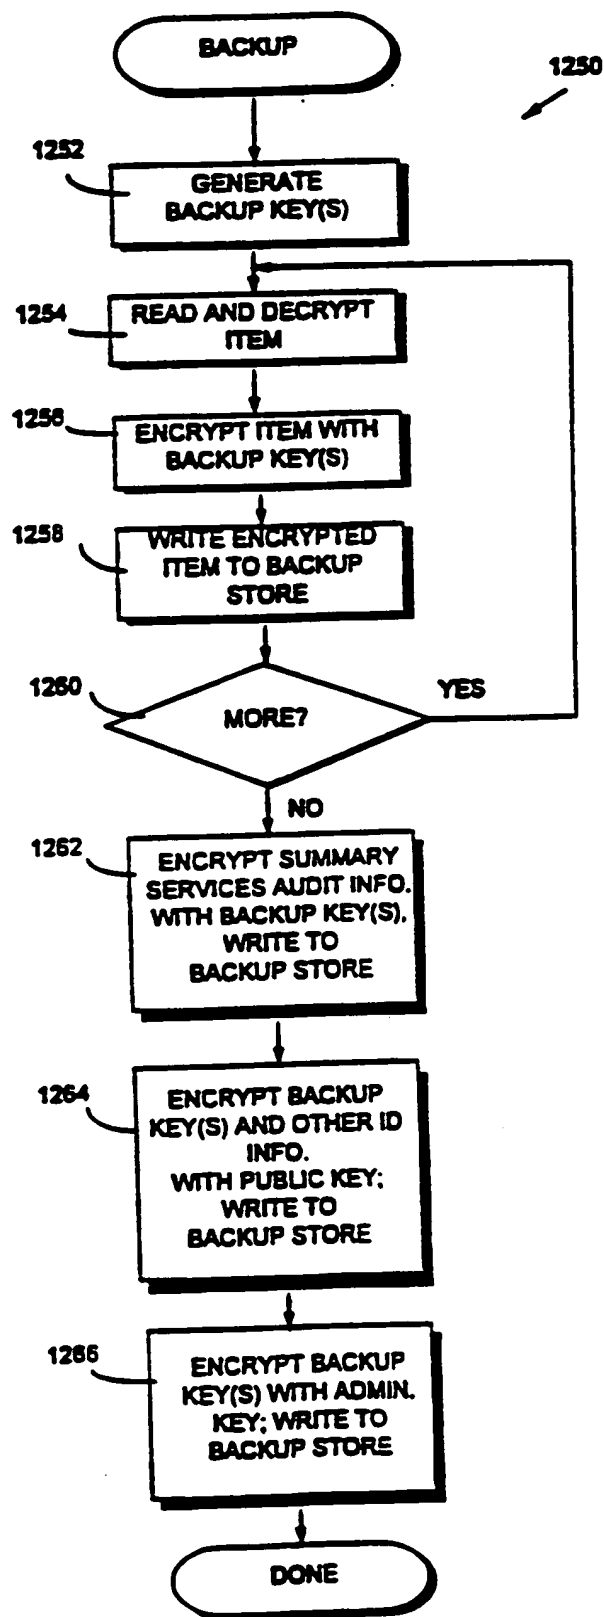 BACKUP
1250
1252
GENERATE
BACKUP KEY(S)
1254
READ AND DECRYPT
ITEM
1256
ENCRYPT ITEM WITH
BACKUP KEY(S)
1258
WRITE ENCRYPTED
ITEM TO BACKUP
STORE
1260
MORE?
YES
NO
1262
ENCRYPT SUMMARY
SERVICES AUDIT INFO.
WITH BACKUP KEY(S),
WRITE TO
BACKUP STORE
1264
ENCRYPT BACKUP
KEY(S) AND OTHER ID
INFO.
WITH PUBLIC KEY;
WRITE TO
BACKUP STORE
1266
ENCRYPT BACKUP
KEY(S) WITH ADMIN.
KEY; WRITE TO
BACKUP STORE
DONE